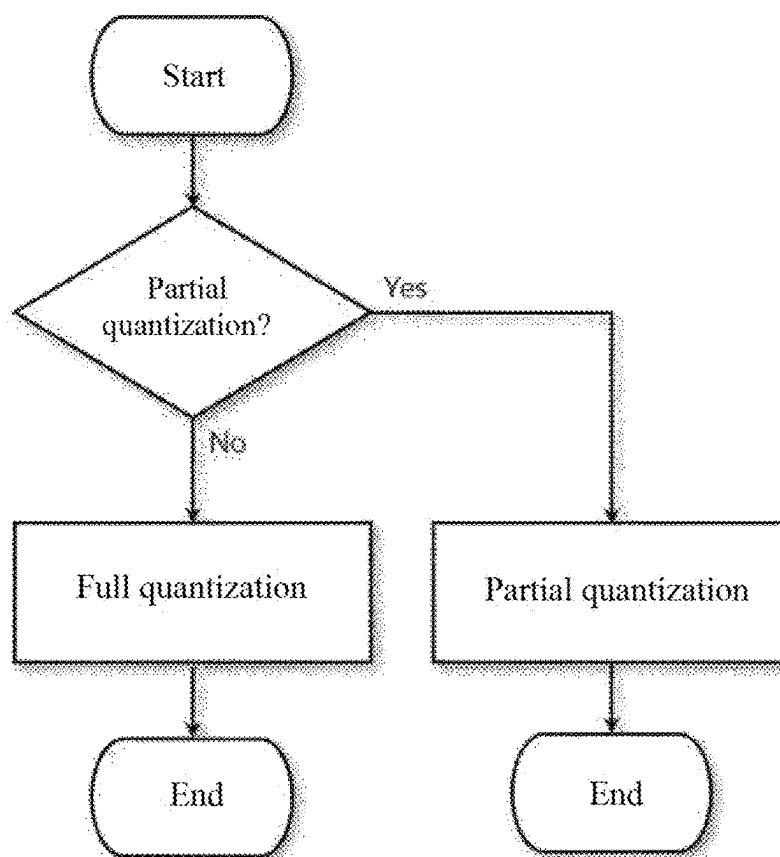 Start
Partial
quantization?
Yes
No
Full quantization
Partial quantization
End
End